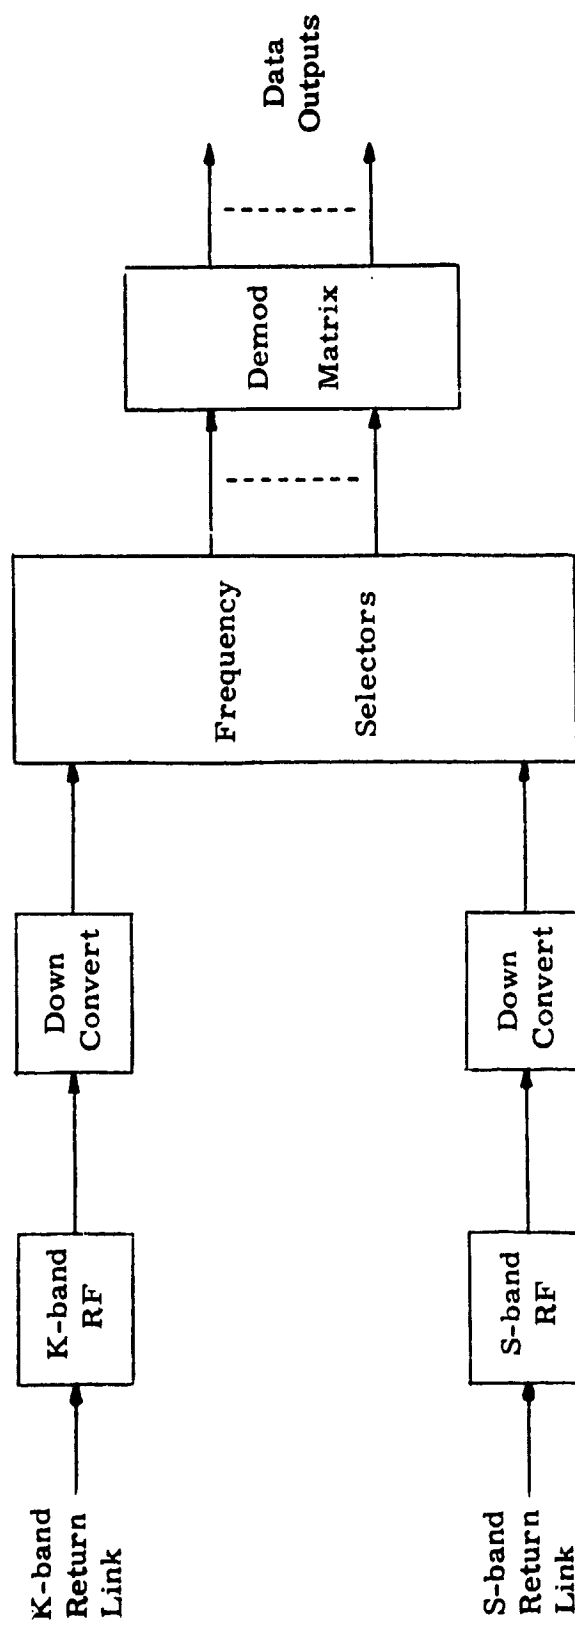 K-band
Return
Link
K-band
RF
Down
Convert
S-band
Return
Link
S-band
RF
Down
Convert
Frequency
Selectors
Demod
Matrix
Data
Outputs